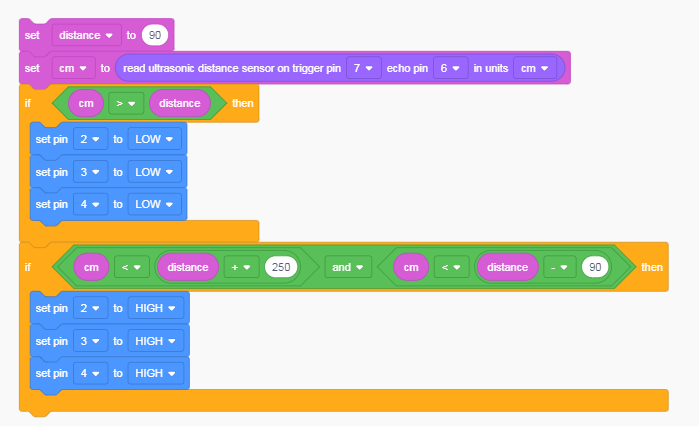 set distance to 90
set cm to read ultrasonic distance sensor on trigger pin 7 echo pin 6 in units cm
if cm > distance then
set pin 2 to LOW
set pin 3 to LOW
set pin 4 to LOW
if cm < distance + 250 and cm < distance - 90 then
set pin 2 to HIGH
set pin 3 to HIGH
set pin 4 to HIGH